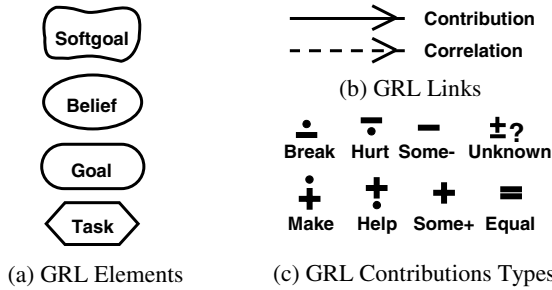 Softgoal
Belief
Goal
Task
(a) GRL Elements
Contribution
Correlation
(b) GRL Links
Break Hurt Some- Unknown
Make Help Some+ Equal
(c) GRL Contributions Types